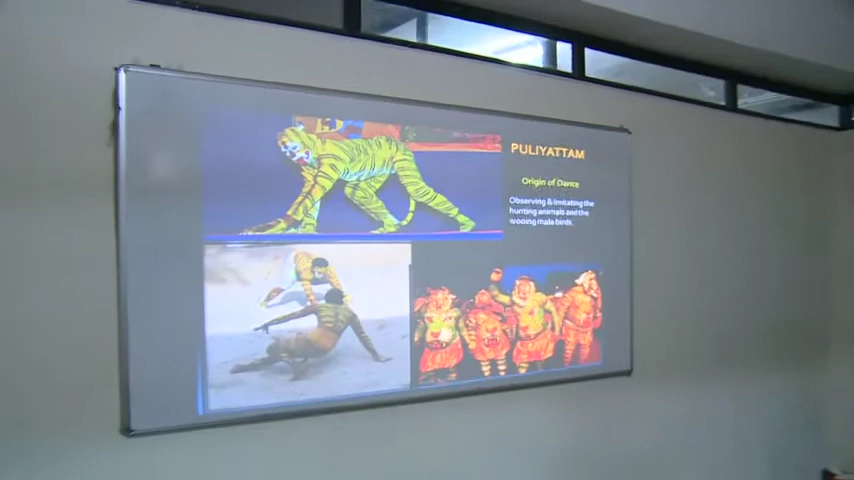 PULIYATTAM
Origin of Dance
Observing & Imitating the
hunting animals and the
wooing male birds.